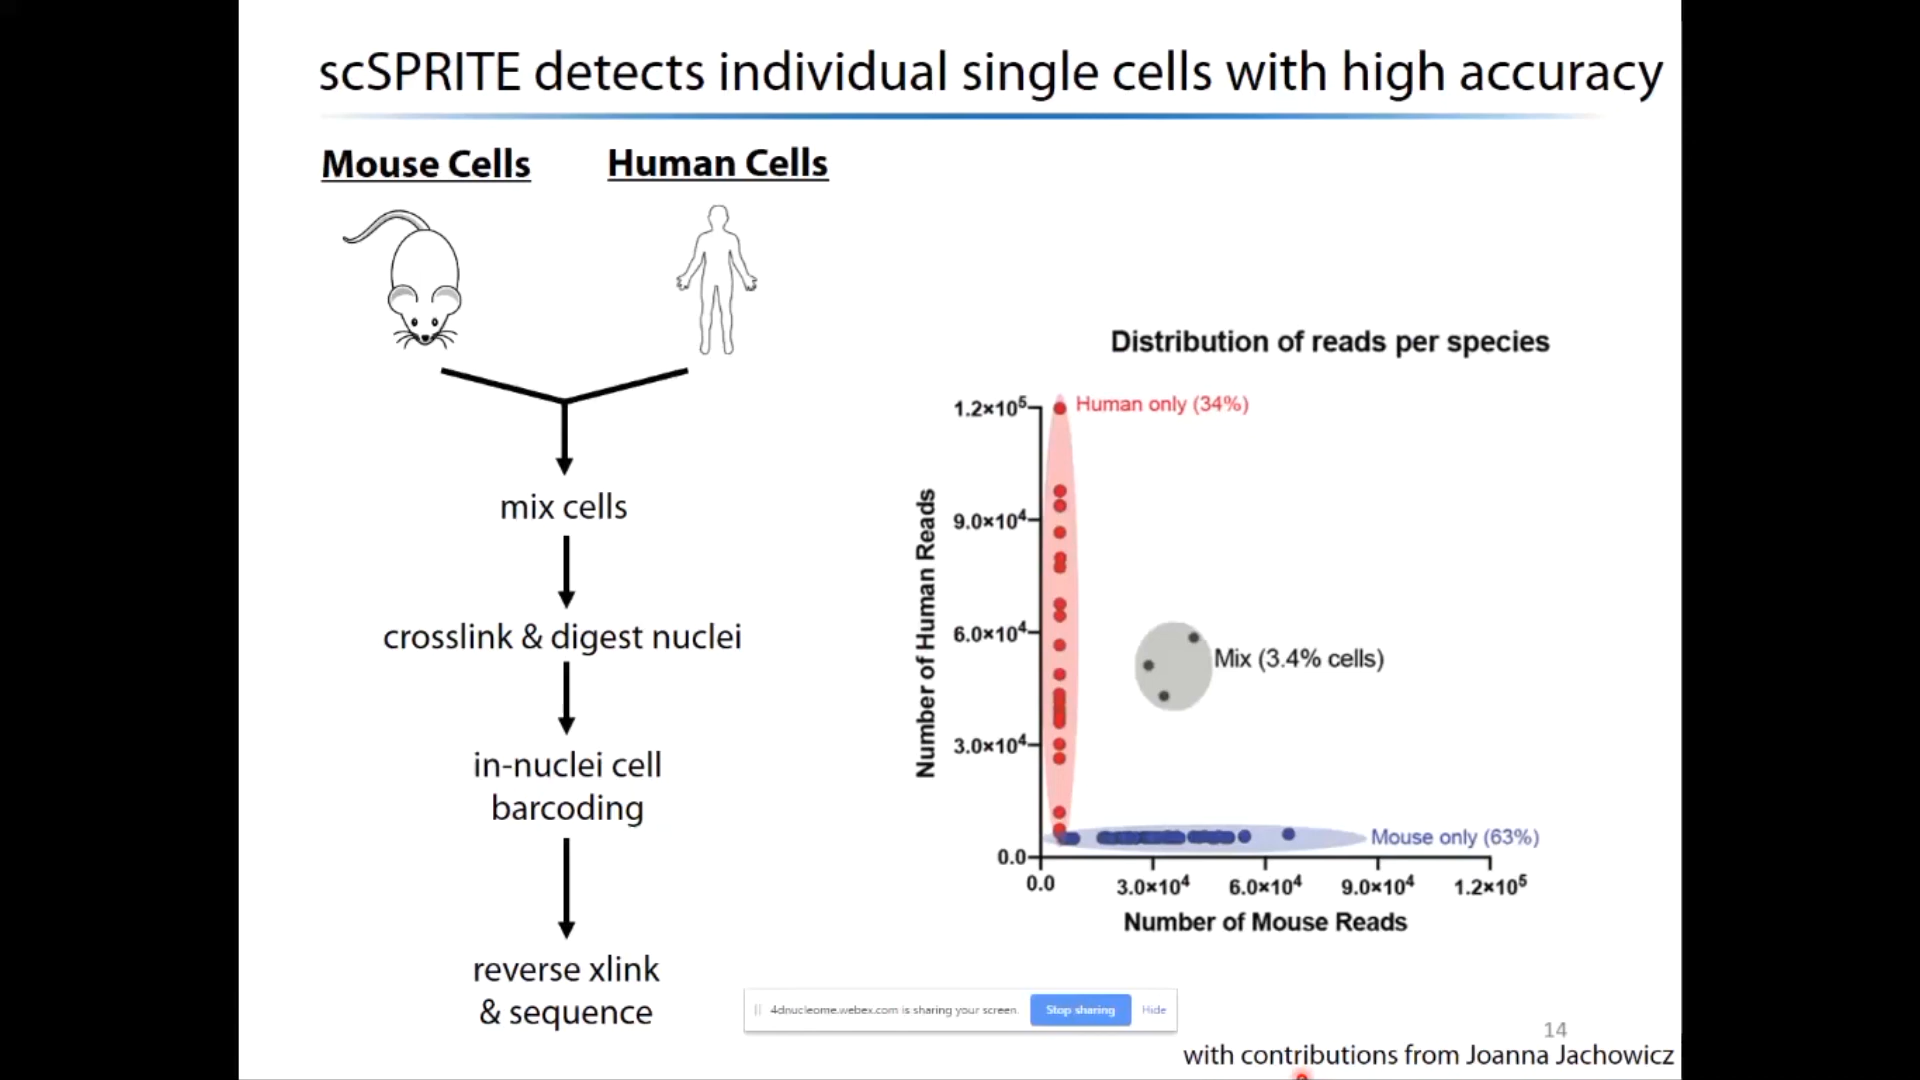 scSPRITE detects individual single cells with high accuracy
Mouse Cells
Human Cells
mix cells
crosslink & digest nuclei
in-nuclei cell
barcoding
reverse xlink
& sequence
Distribution of reads per species
Human only (34%)
Mix (3.4% cells)
Mouse only (63%)
Number of Human Reads
1.2×10⁵
9.0×10⁴
6.0×10⁴
3.0×10⁴
0.0
0.0
3.0×10⁴
6.0×10⁴
9.0×10⁴
1.2×10⁵
Number of Mouse Reads
4dnucleome.webex.com is sharing your screen.
Stop sharing
Hide
14
with contributions from Joanna Jachowicz